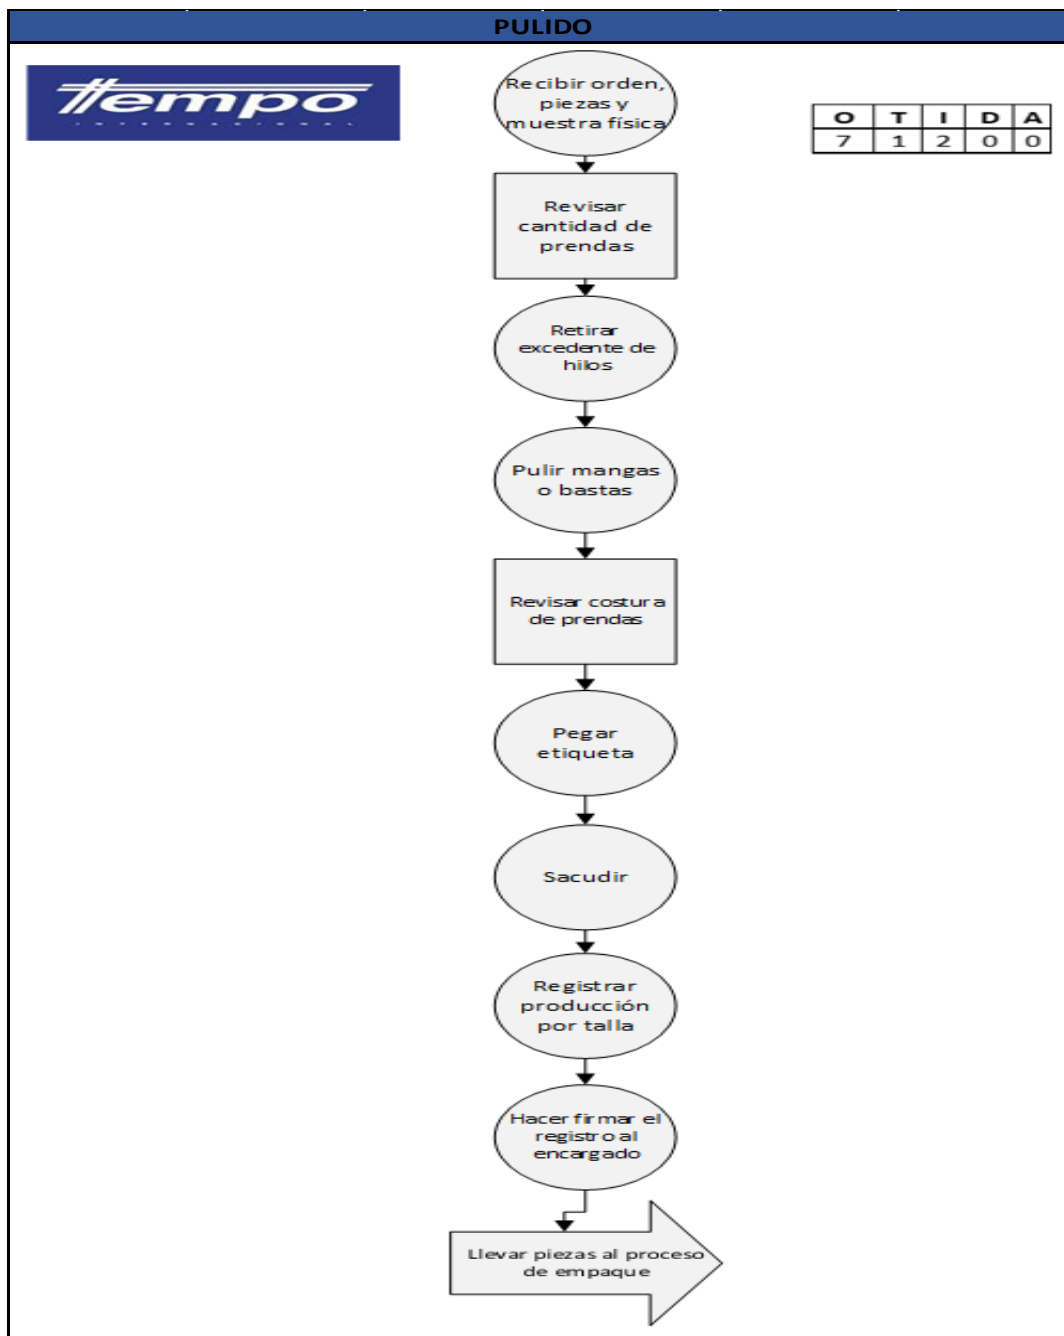 PULIDO
Tempo
INTERNACIONAL
O T I D A
7 1 2 0 0
Recibir orden,
piezas y
muestra física
Revisar
cantidad de
prendas
Retirar
excedente de
hilos
Pulir mangas
o bastas
Revisar costura
de prendas
Pegar
etiqueta
Sacudir
Registrar
producción
por talla
Hacer firmar el
registro al
encargado
Llevar piezas al proceso
de empaque